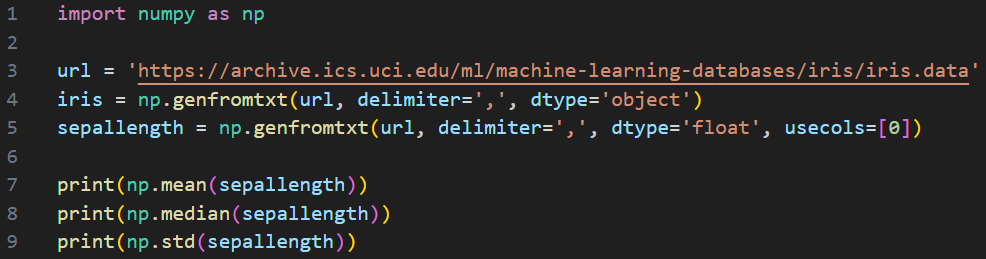 1 import numpy as np
2
3 url = 'https://archive.ics.uci.edu/ml/machine-learning-databases/iris/iris.data'
4 iris = np.genfromtxt(url, delimiter=',', dtype='object')
5 sepallength = np.genfromtxt(url, delimiter=',', dtype='float', usecols=[0])
6
7 print(np.mean(sepallength))
8 print(np.median(sepallength))
9 print(np.std(sepallength))